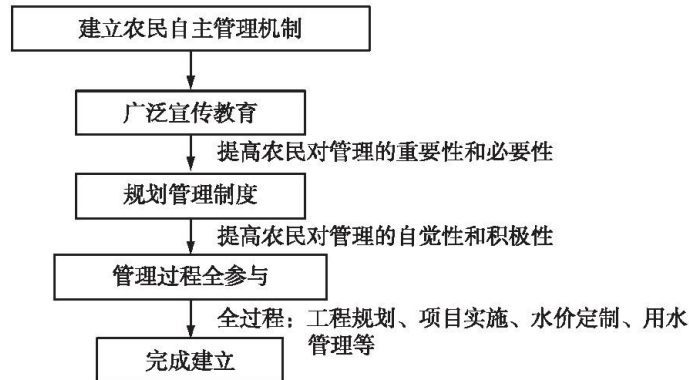 建立农民自主管理机制
广泛宣传教育
提高农民对管理的重要性和必要性
规划管理制度
提高农民对管理的自觉性和积极性
管理过程全参与
全过程：工程规划、项目实施、水价定制、用水
管理等
完成建立